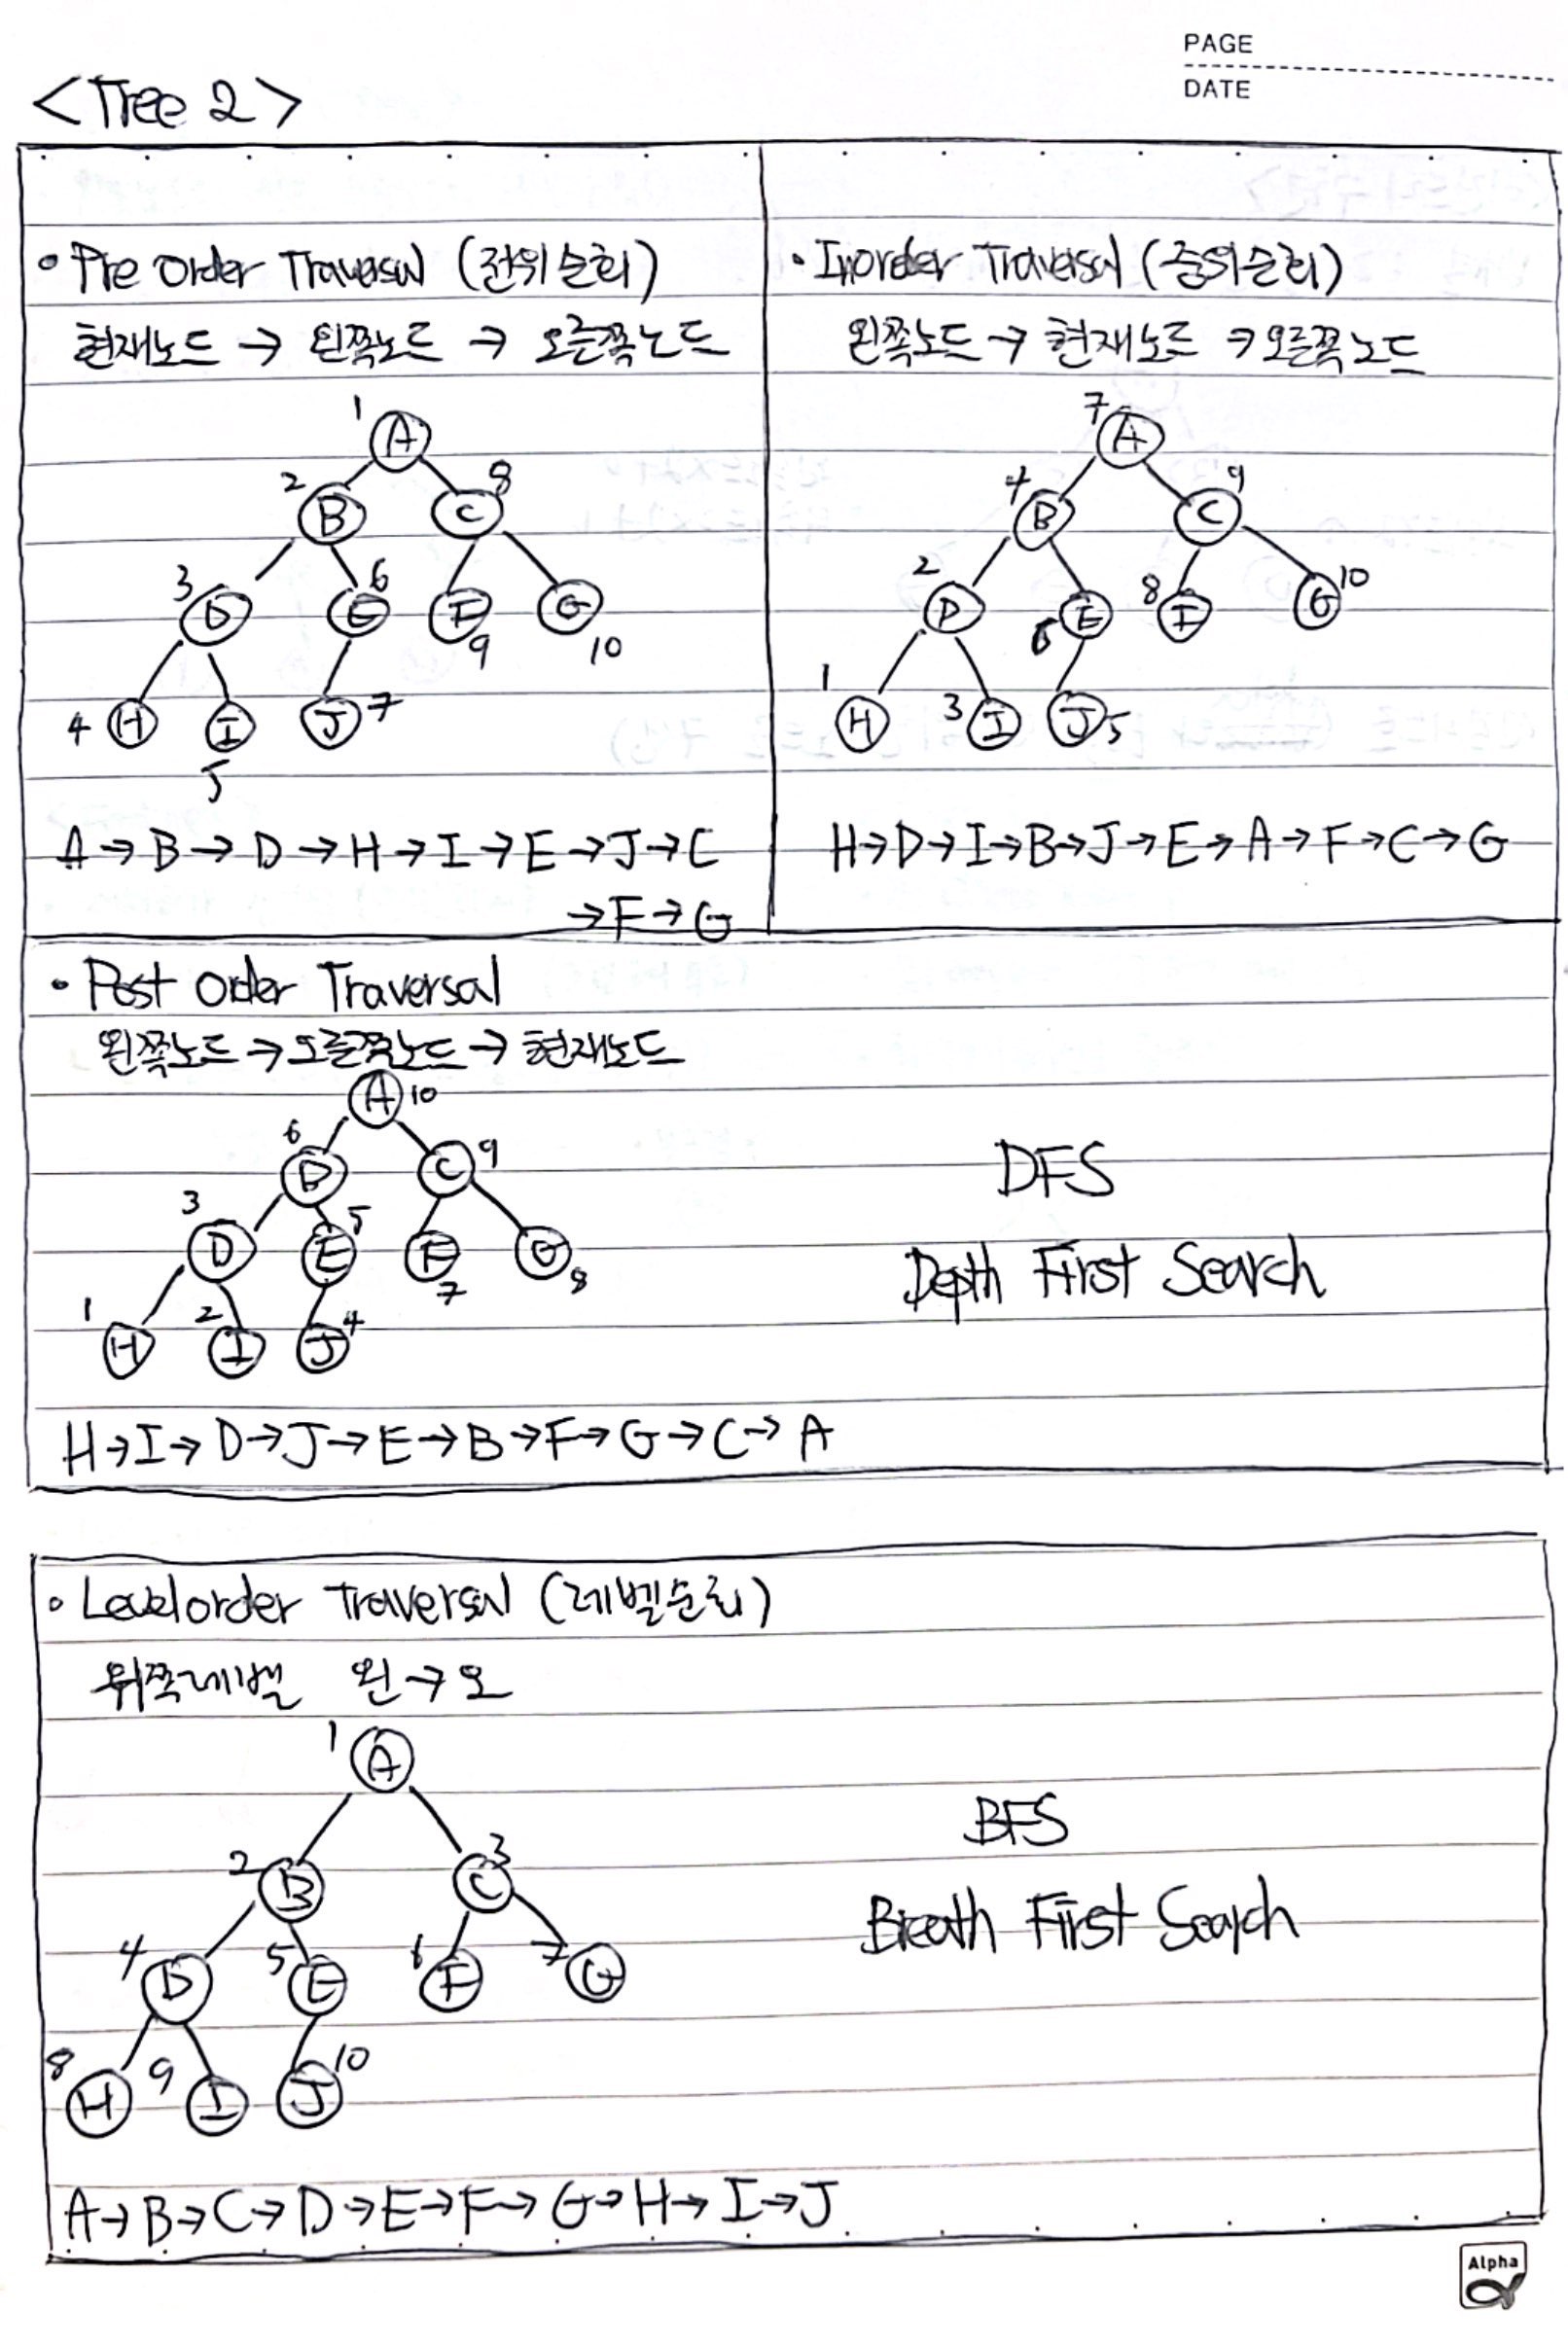 PAGE
DATE
<Tree 2>
• Pre Order Traversal (전위순회)
현재노드 → 왼쪽노드 → 오른쪽노드
1 A
2 B 8 C
3 D 6 E F 9 G 10
4 H I 5 J 7
A → B → D → H → I → E → J → C
→ F → G
• Inorder Traversal (중위순회)
왼쪽노드 → 현재노드 → 오른쪽노드
7 A
4 B 9 C
2 D 6 E 8 F G 10
1 H 3 I J 5
H → D → I → B → J → E → A → F → C → G
• Post Order Traversal
왼쪽노드 → 오른쪽노드 → 현재노드
A 10
6 B C 9
3 D 5 E F 7 G 8
1 H 2 I J 4
H → I → D → J → E → B → F → G → C → A
DFS
Depth First Search
• Levelorder Traversal (레벨순회)
위쪽레벨 왼 → 오
1 A
2 B 3 C
4 D 5 E 6 F 7 G
8 H 9 I J 10
A → B → C → D → E → F → G → H → I → J
BFS
Breath First Search
Alpha